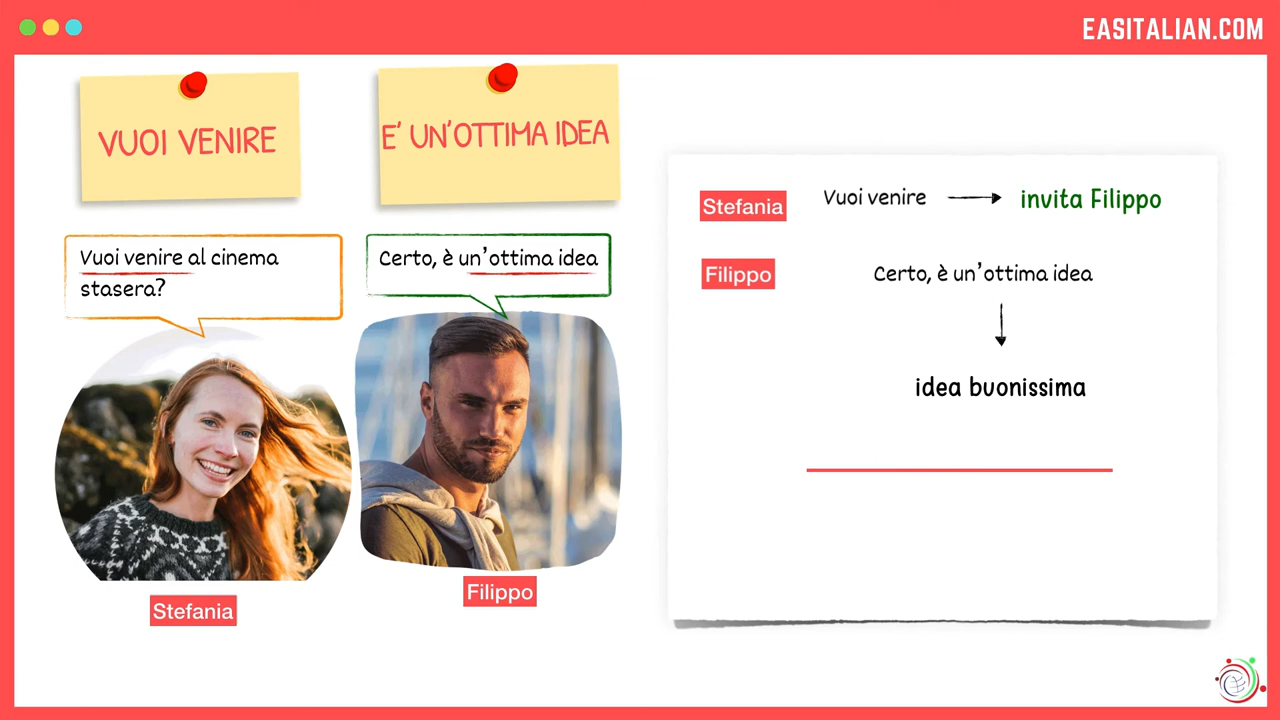 EASITALIAN.COM
VUOI VENIRE
E' UN'OTTIMA IDEA
Vuoi venire al cinema
stasera?
Certo, è un'ottima idea
Stefania
Filippo
Stefania Vuoi venire invita Filippo
Filippo Certo, è un'ottima idea
idea buonissima